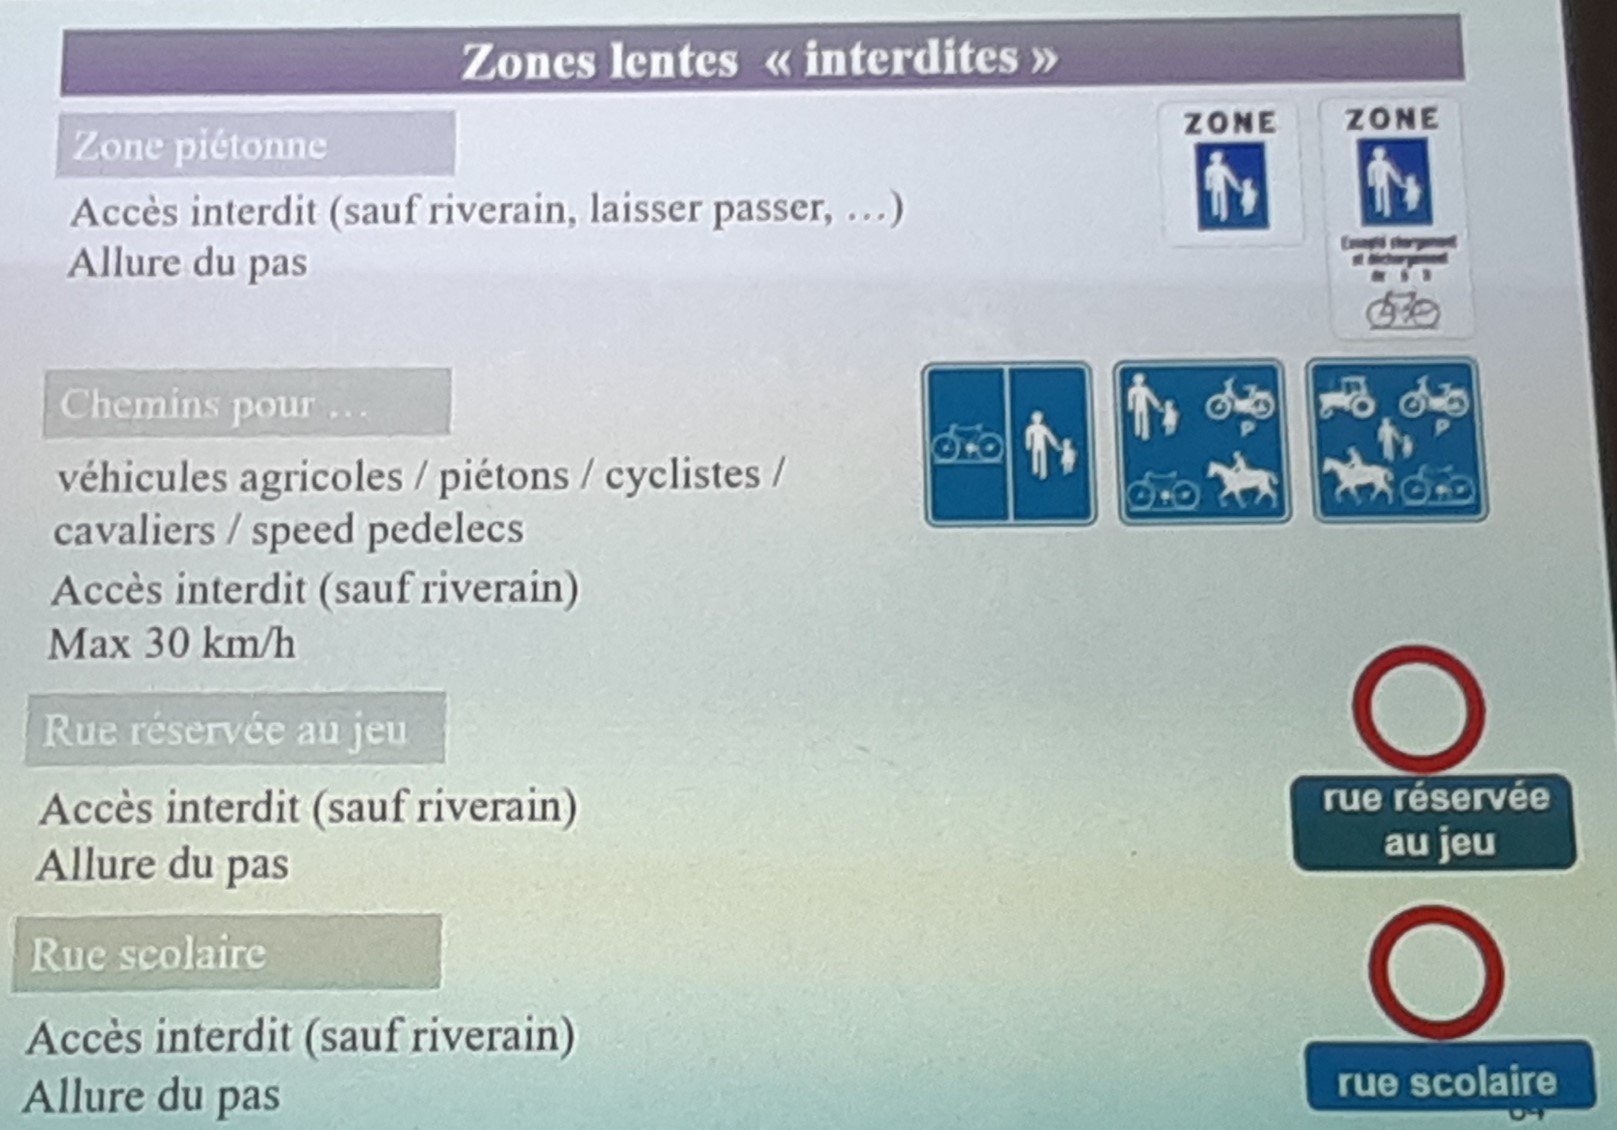 Zones lentes « interdites »
Zone piétonne
ZONE
ZONE
Accès interdit (sauf riverain, laisser passer, …)
Allure du pas
et déchargement
Chemins pour …
P
P
véhicules agricoles / piétons / cyclistes /
cavaliers / speed pedelecs
Accès interdit (sauf riverain)
Max 30 km/h
Rue réservée au jeu
Accès interdit (sauf riverain)
Allure du pas
rue réservée
au jeu
Rue scolaire
Accès interdit (sauf riverain)
Allure du pas
rue scolaire